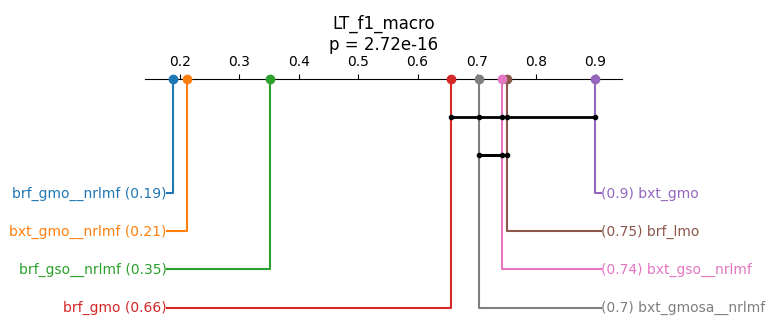 LT_f1_macro
p = 2.72e-16
0.2 0.3 0.4 0.5 0.6 0.7 0.8 0.9
brf_gmo__nrlmf (0.19) (0.9) bxt_gmo
bxt_gmo__nrlmf (0.21) (0.75) brf_lmo
brf_gso__nrlmf (0.35) (0.74) bxt_gso__nrlmf
brf_gmo (0.66) (0.7) bxt_gmosa__nrlmf